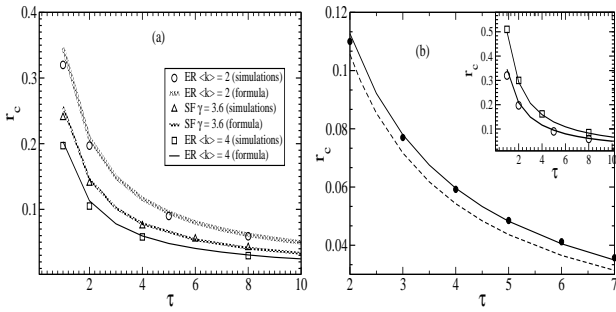 (a)
r_c
0.4
0.3
0.2
0.1
2
4
6
8
10
τ
ER <k> = 2 (simulations)
ER <k> = 2 (formula)
SF γ = 3.6 (simulations)
SF γ = 3.6 (formula)
ER <k> = 4 (simulations)
ER <k> = 4 (formula)
(b)
r_c
0.12
0.1
0.08
0.06
0.04
2
3
4
5
6
7
τ
r_c
0.5
0.4
0.3
0.2
0.1
2
4
6
8
10
τ